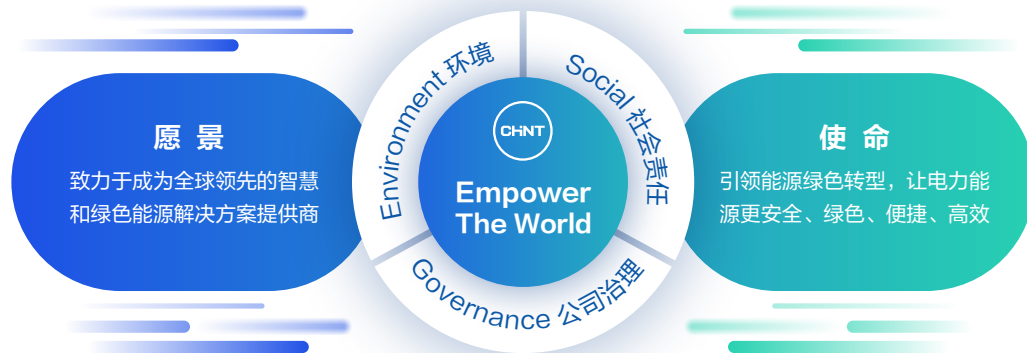 愿景
致力于成为全球领先的智慧
和绿色能源解决方案提供商
Environment 环境
Social 社会责任
CHNT
Empower
The World
Governance 公司治理
使命
引领能源绿色转型，让电力能
源更安全、绿色、便捷、高效